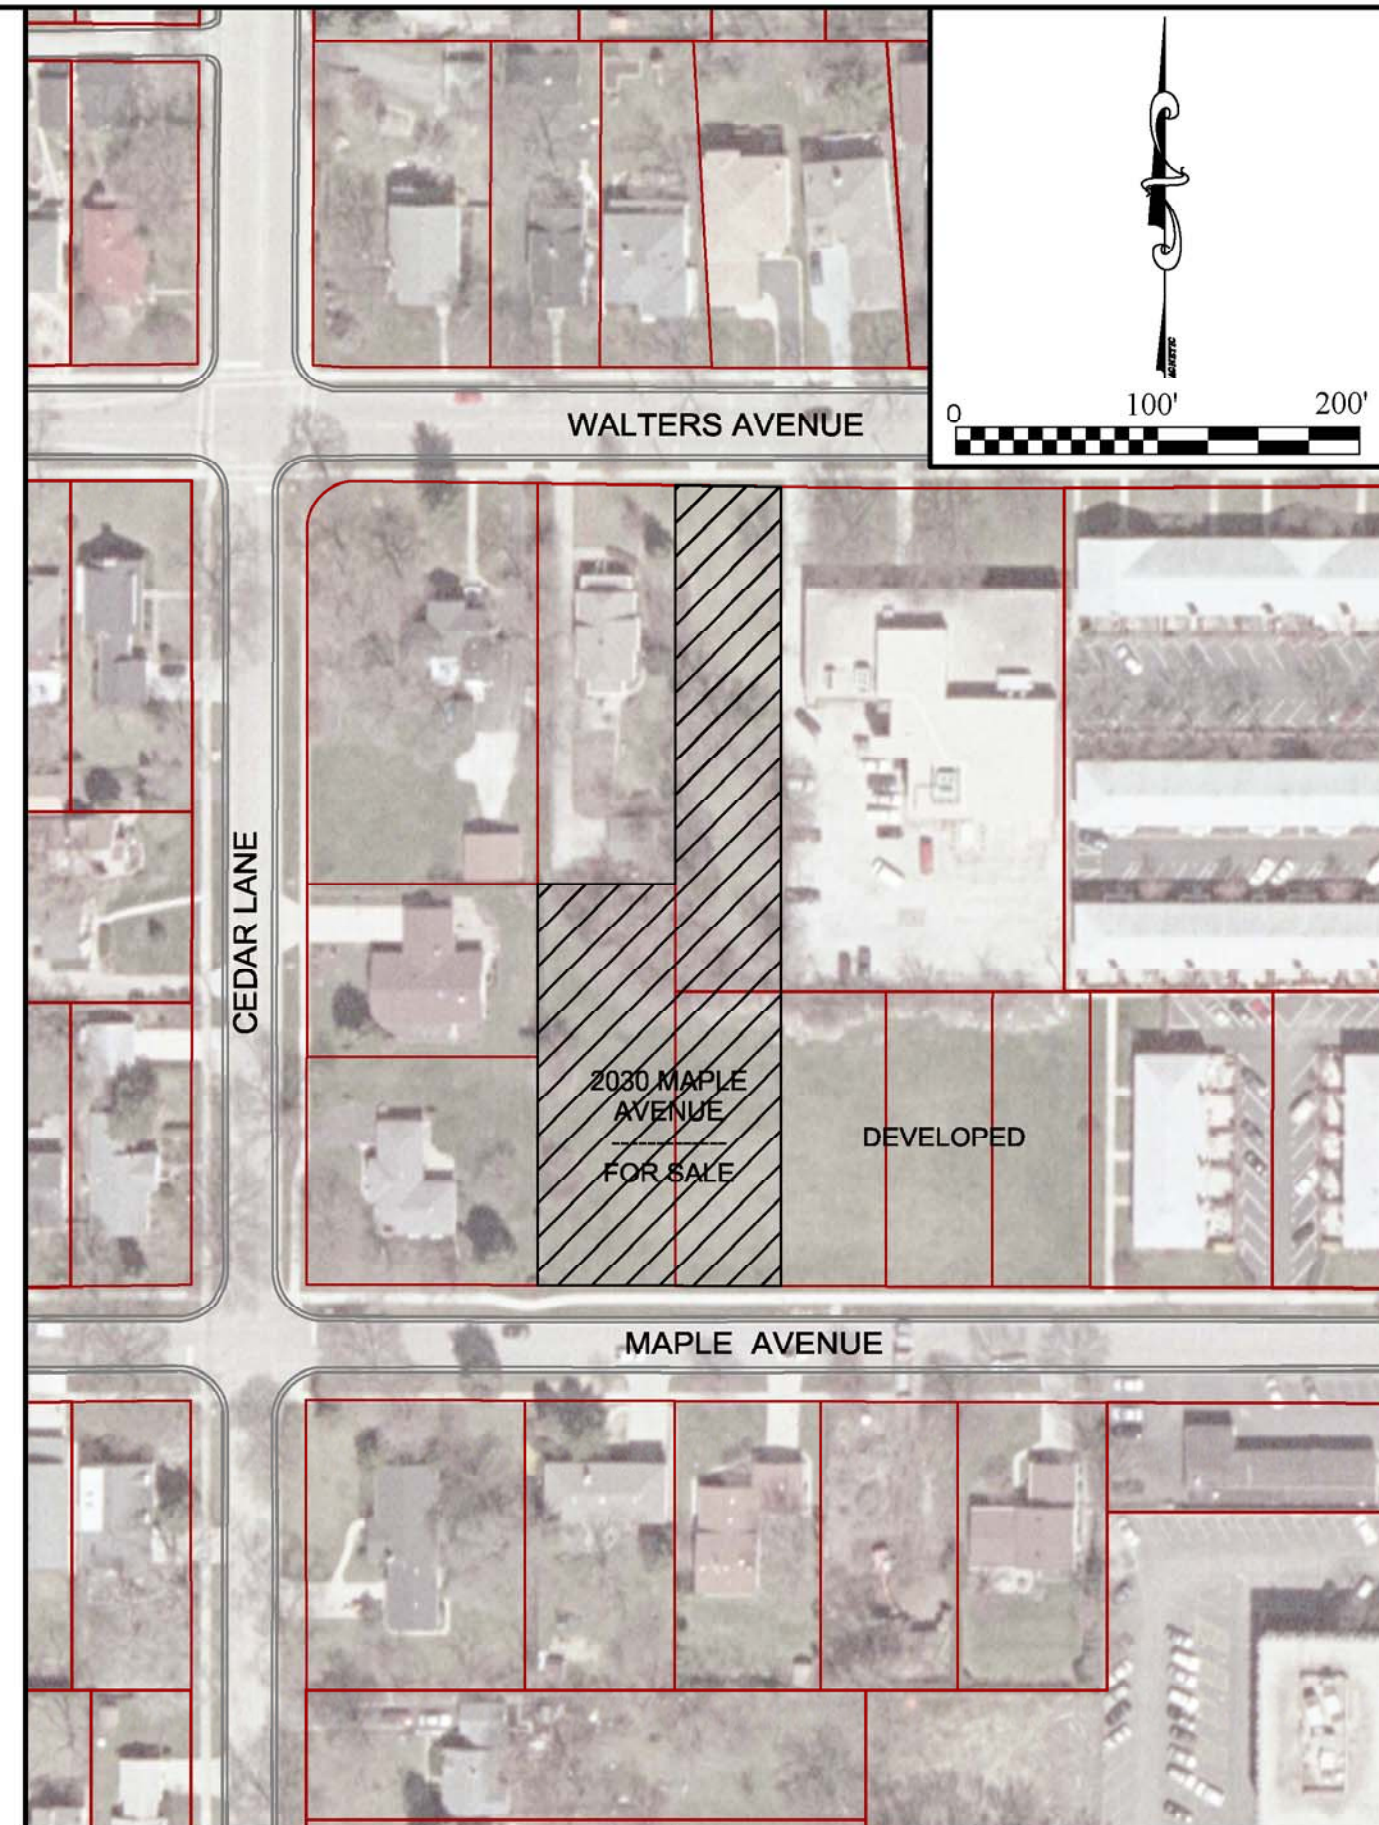 0 100' 200'
WALTERS AVENUE
CEDAR LANE
2030 MAPLE
AVENUE
------------
FOR SALE
DEVELOPED
MAPLE AVENUE